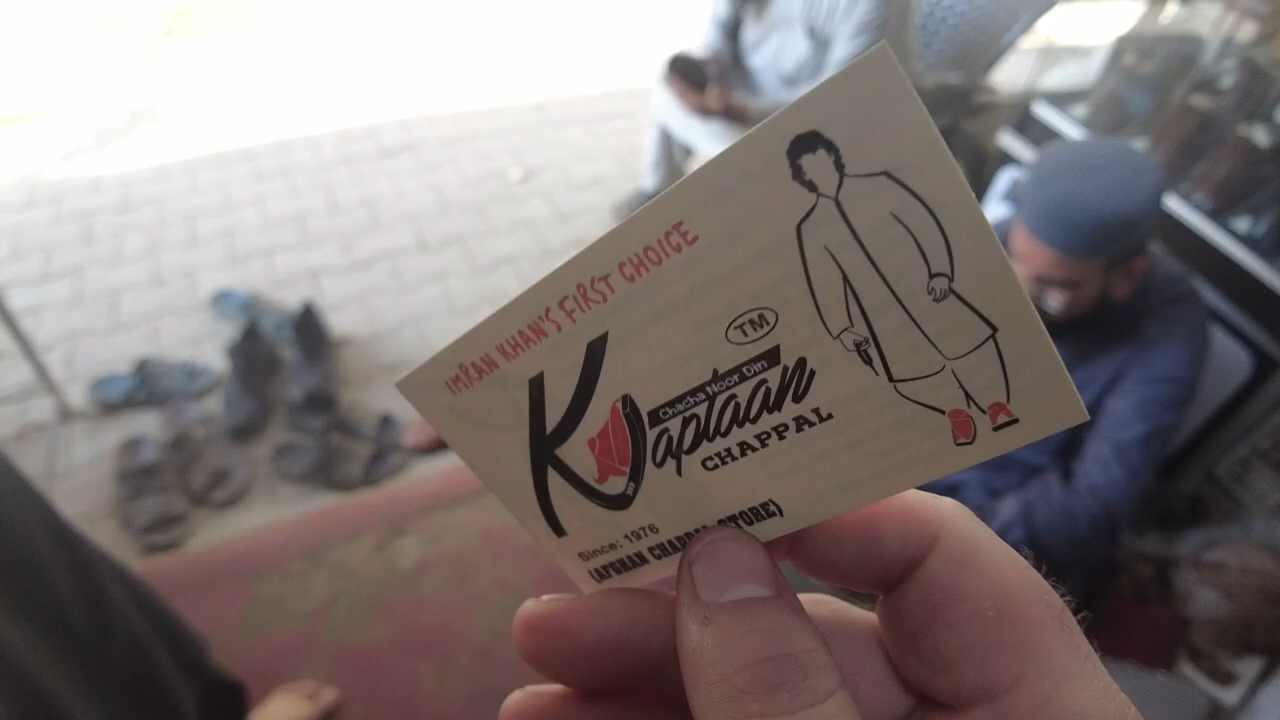 IMRAN KHAN'S FIRST CHOICE
TM
Chacha Noor Din
Kaptaan
CHAPPAL
Since: 1976
(AFGHAN CHAPPAL STORE)